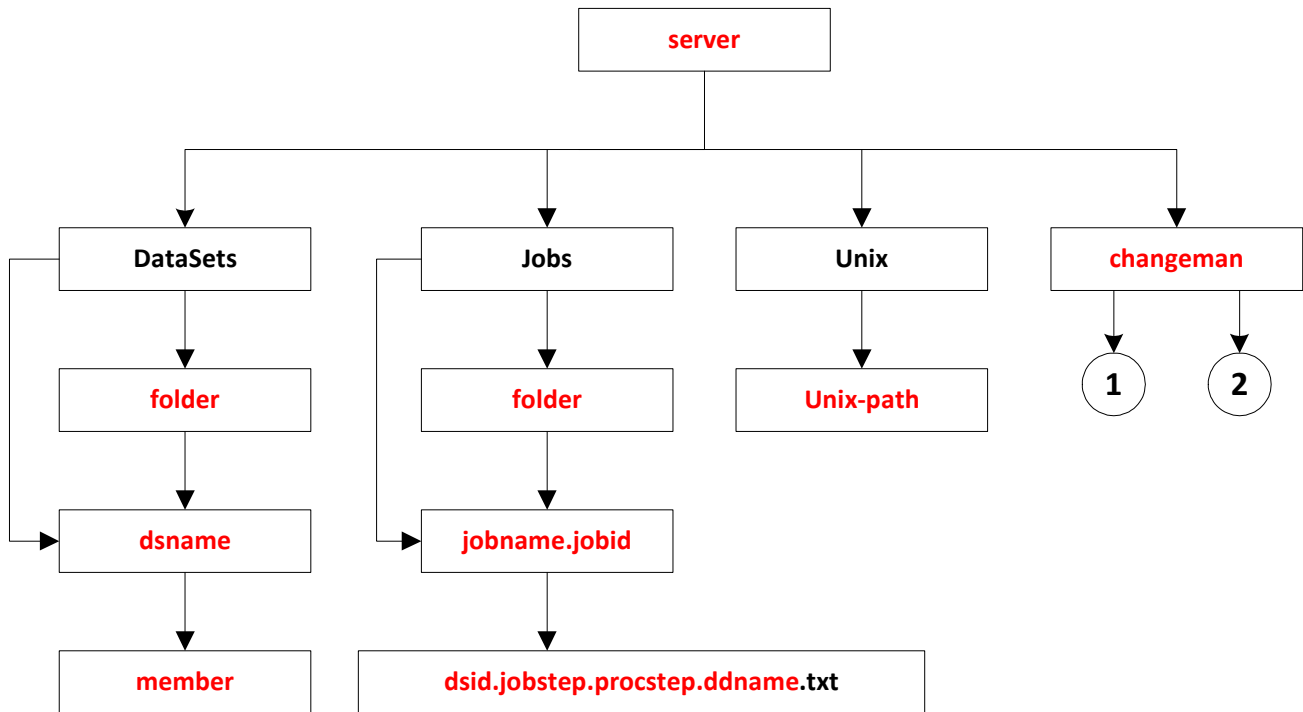 server
DataSets
Jobs
Unix
changeman
folder
folder
Unix-path
1
2
dsname
jobname.jobid
member
dsid.jobstep.procstep.ddname.txt